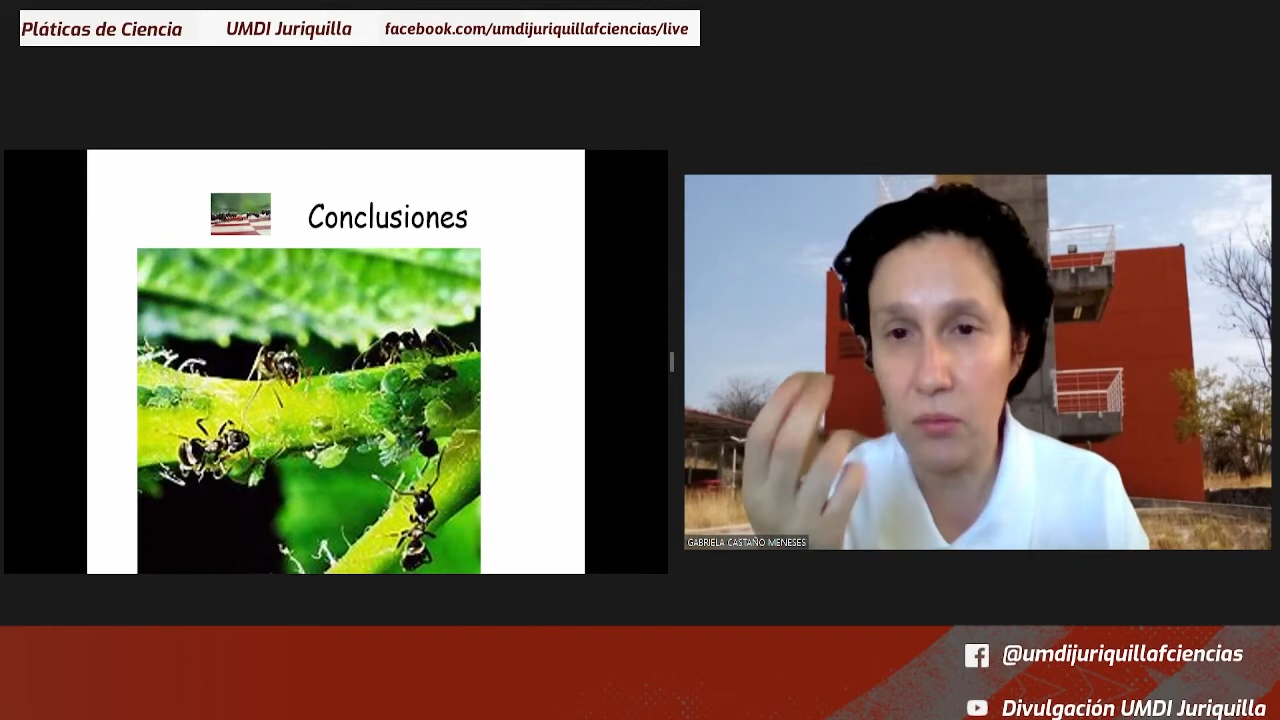 Pláticas de Ciencia UMDI Juriquilla facebook.com/umdijuriquillafciencias/live
Conclusiones
GABRIELA CASTAÑO MENESES
@umdijuriquillafciencias
Divulgación UMDI Juriquilla